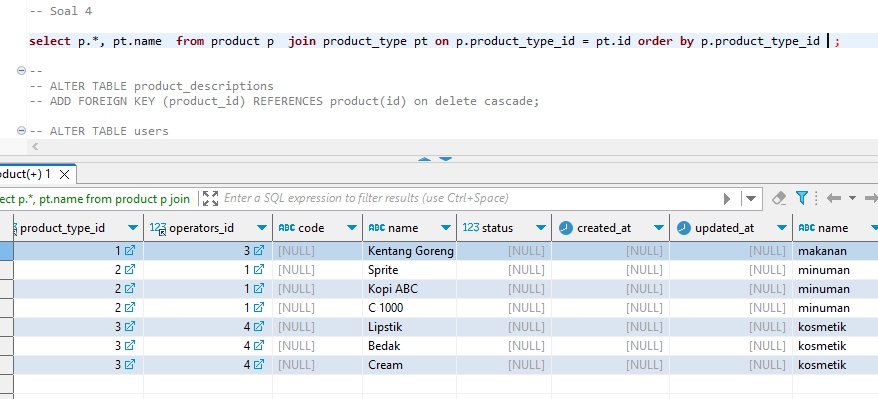 -- Soal 4
select p.*, pt.name  from product p  join product_type pt on p.product_type_id = pt.id order by p.product_type_id ;
--
-- ALTER TABLE product_descriptions
-- ADD FOREIGN KEY (product_id) REFERENCES product(id) on delete cascade;
-- ALTER TABLE users
oduct(+) 1
ect p.*, pt.name from product p join Enter a SQL expression to filter results (use Ctrl+Space)
123 product_type_id 123 operators_id ABC code ABC name 123 status created_at updated_at ABC name
1 3 [NULL] Kentang Goreng [NULL] [NULL] [NULL] makanan
2 1 [NULL] Sprite [NULL] [NULL] [NULL] minuman
2 1 [NULL] Kopi ABC [NULL] [NULL] [NULL] minuman
2 1 [NULL] C 1000 [NULL] [NULL] [NULL] minuman
3 4 [NULL] Lipstik [NULL] [NULL] [NULL] kosmetik
3 4 [NULL] Bedak [NULL] [NULL] [NULL] kosmetik
3 4 [NULL] Cream [NULL] [NULL] [NULL] kosmetik